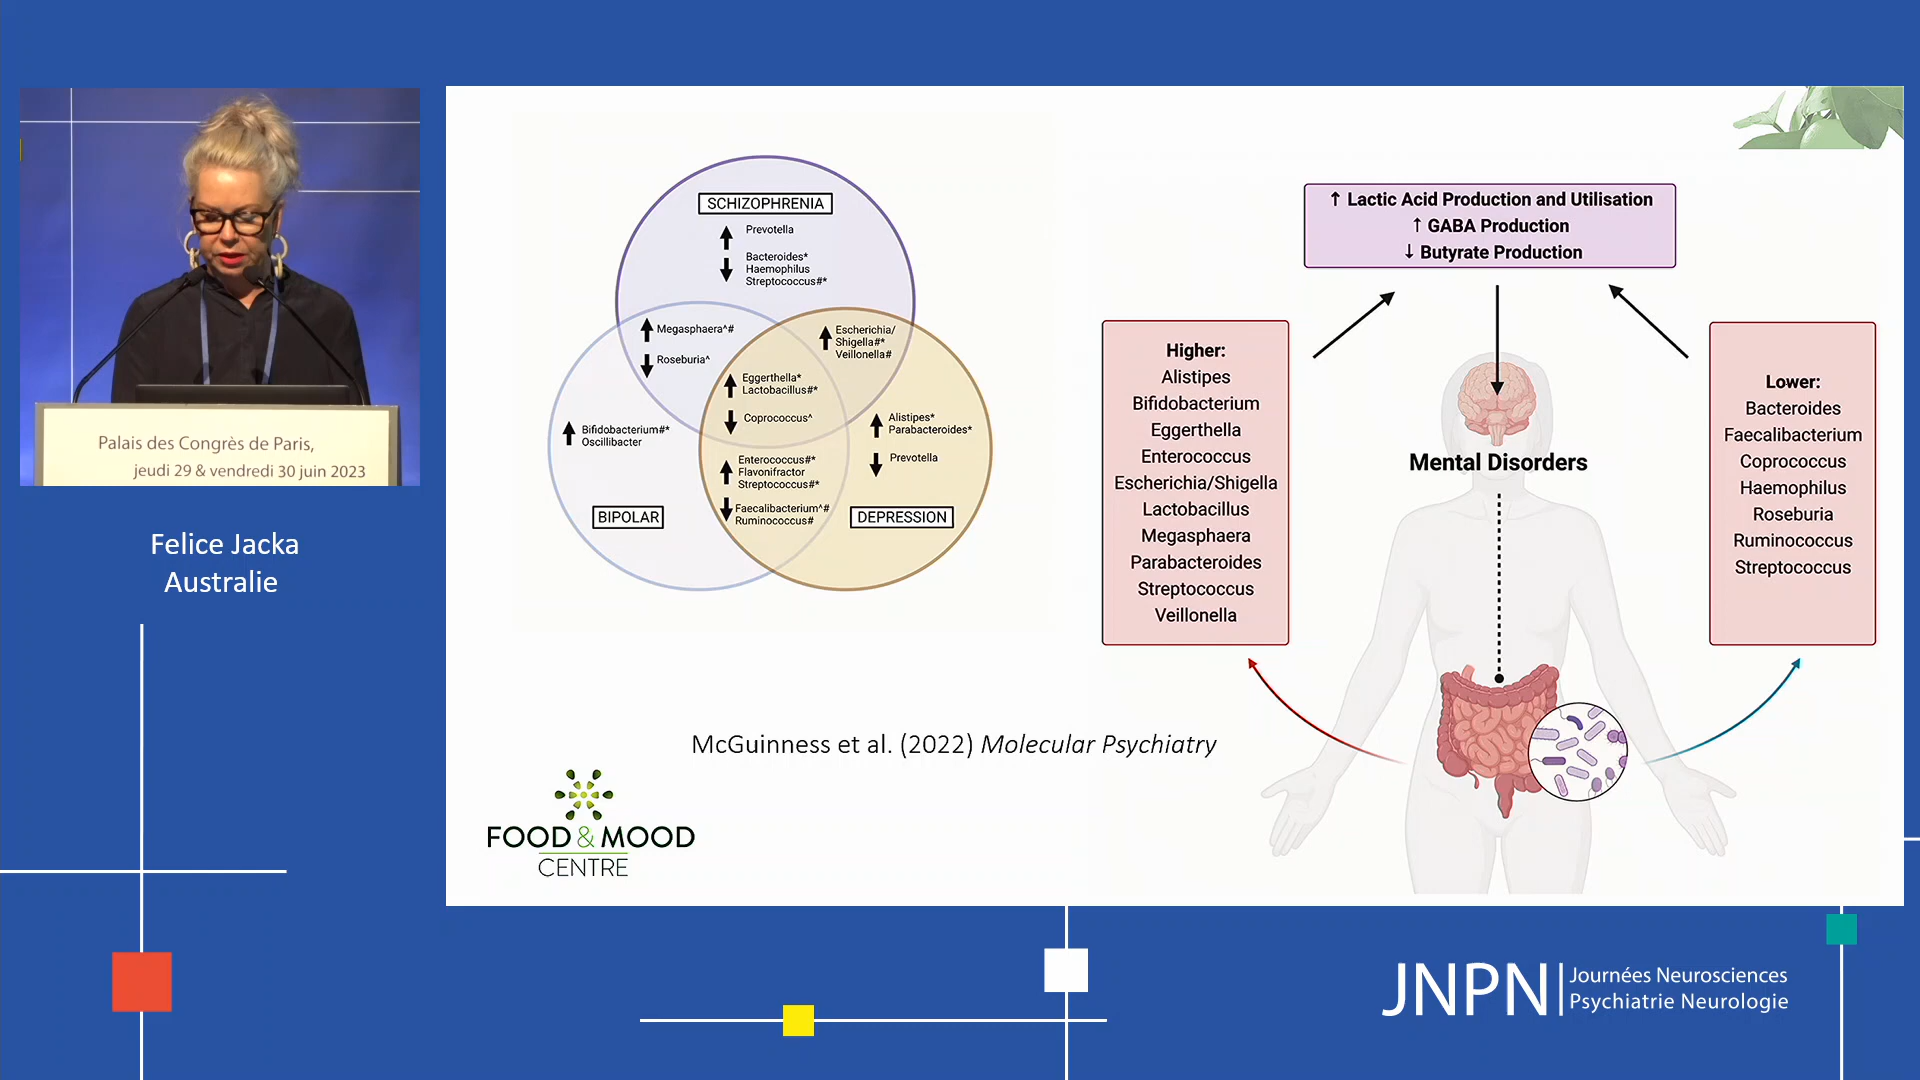 Palais des Congrès de Paris,
jeudi 29 & vendredi 30 juin 2023
Felice Jacka
Australie
SCHIZOPHRENIA
Prevotella
Bacteroides*
Haemophilus
Streptococcus#*
Megasphaera^#
Roseburia^
Escherichia/
Shigella#*
Veillonella#
Eggerthella*
Lactobacillus#*
Coprococcus^
Bifidobacterium#*
Oscillibacter
Alistipes*
Parabacteroides*
Prevotella
Enterococcus#*
Flavonifractor
Streptococcus#*
Faecalibacterium^#
Ruminococcus#
BIPOLAR
DEPRESSION
↑ Lactic Acid Production and Utilisation
↑ GABA Production
↓ Butyrate Production
Higher:
Alistipes
Bifidobacterium
Eggerthella
Enterococcus
Escherichia/Shigella
Lactobacillus
Megasphaera
Parabacteroides
Streptococcus
Veillonella
Mental Disorders
Lower:
Bacteroides
Faecalibacterium
Coprococcus
Haemophilus
Roseburia
Ruminococcus
Streptococcus
McGuinness et al. (2022) Molecular Psychiatry
FOOD & MOOD
CENTRE
JNPN
Journées Neurosciences
Psychiatrie Neurologie